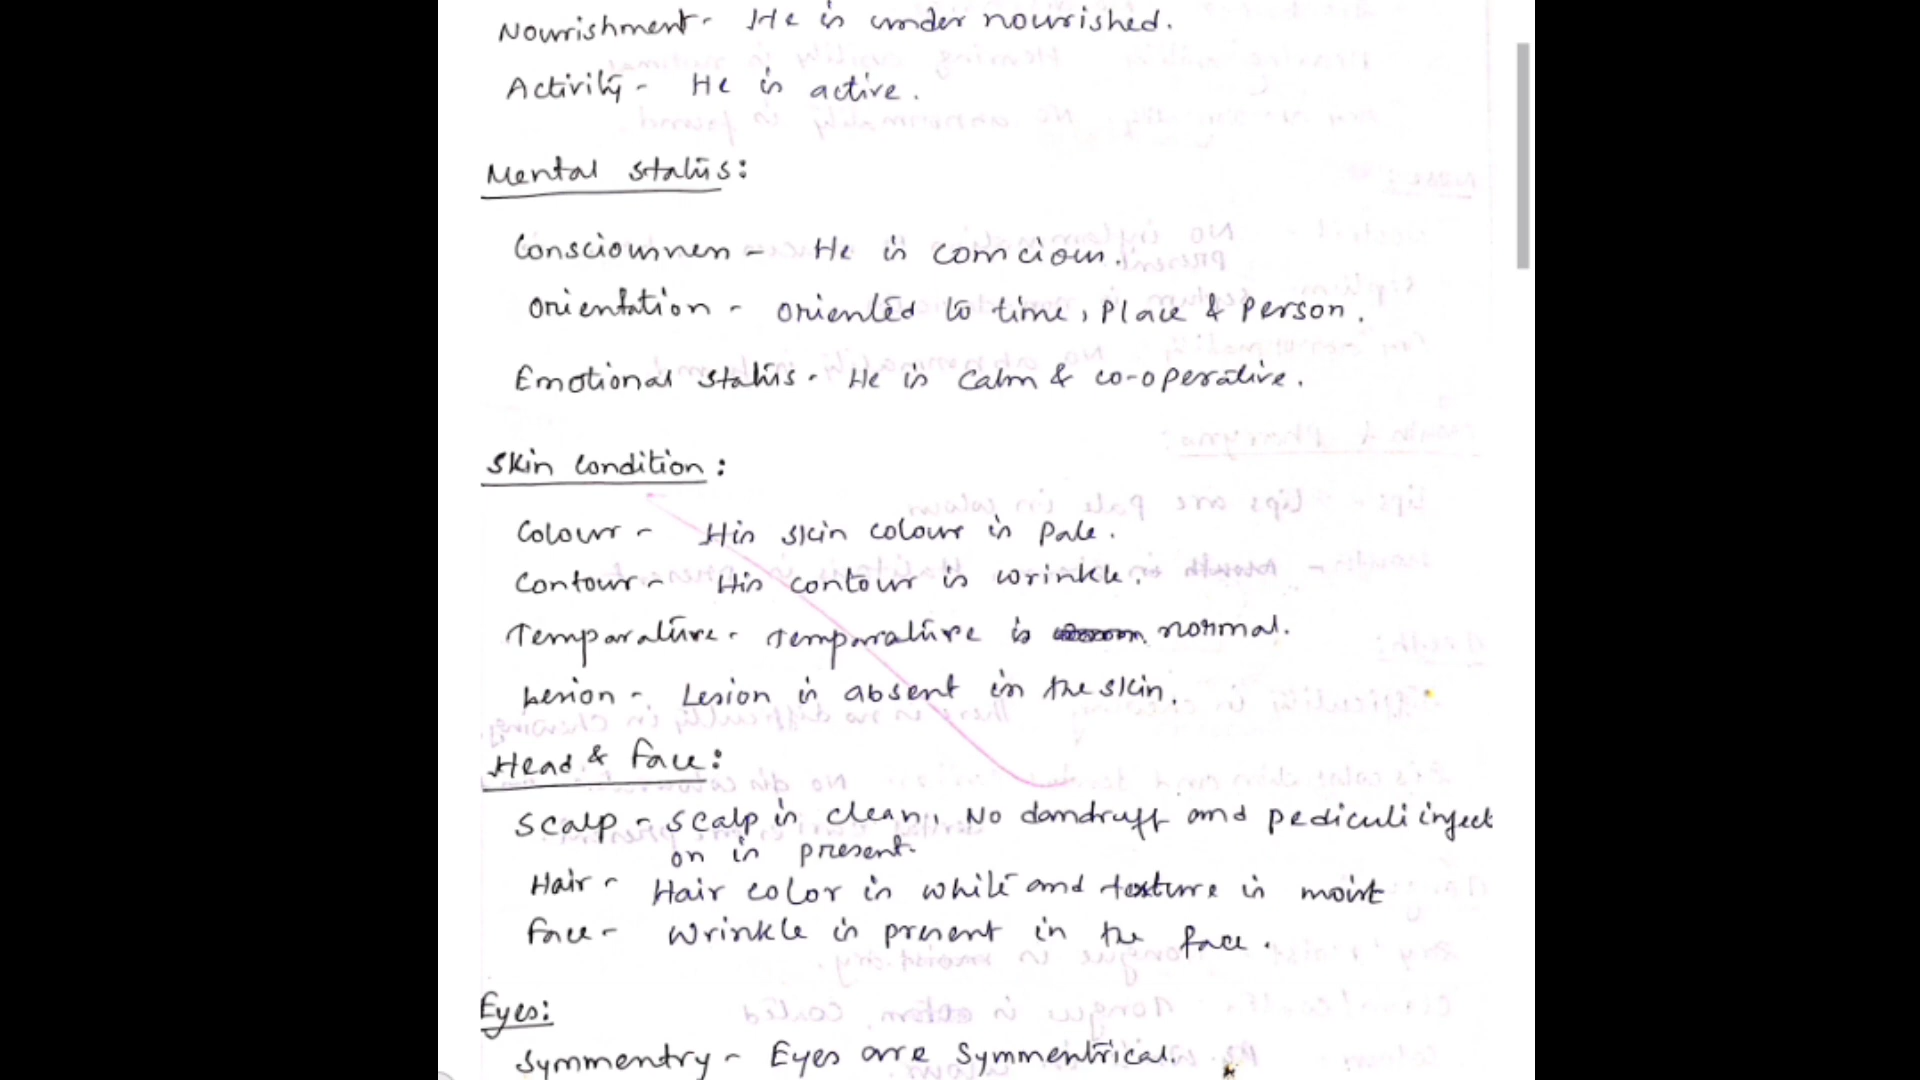 Nourishment - He is under nourished.
Activity - He is active.
Mental status:
Consciousness - He is conscious.
Orientation - Oriented to time, Place & Person.
Emotional status - He is calm & co-operative.
Skin condition:
Colour - His skin colour is Pale.
Contour - His contour is wrinkle.
Temparature - Temparature is normal.
Lesion - Lesion is absent in the skin.
Head & face:
Scalp - Scalp is clean, No dandruff and pediculi infect
on is present.
Hair - Hair color is white and texture is moist
Face - Wrinkle is present in the face.
Eyes:
Symmentry - Eyes are Symmentrical.